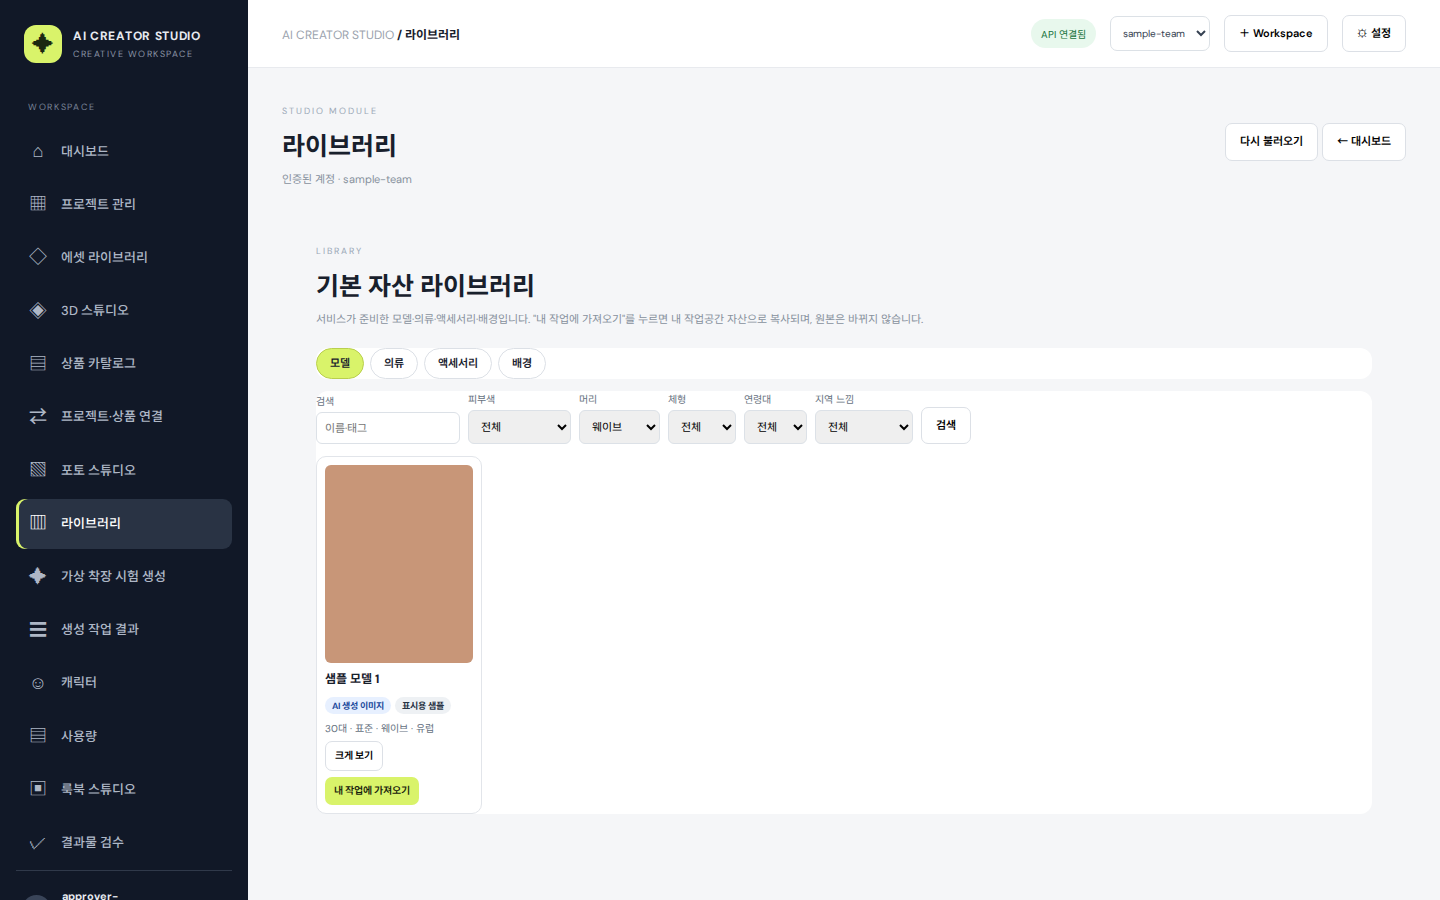 AI CREATOR STUDIO
CREATIVE WORKSPACE
WORKSPACE
대시보드
프로젝트 관리
에셋 라이브러리
3D 스튜디오
상품 카탈로그
프로젝트·상품 연결
포토 스튜디오
라이브러리
가상 착장 시험 생성
생성 작업 결과
캐릭터
사용량
룩북 스튜디오
결과물 검수
approver-
AI CREATOR STUDIO / 라이브러리
API 연결됨
sample-team
+ Workspace
설정
STUDIO MODULE
라이브러리
인증된 계정 · sample-team
다시 불러오기
← 대시보드
LIBRARY
기본 자산 라이브러리
서비스가 준비한 모델·의류·액세서리·배경입니다. "내 작업에 가져오기"를 누르면 내 작업공간 자산으로 복사되며, 원본은 바뀌지 않습니다.
모델 의류 액세서리 배경
검색 피부색 머리 체형 연령대 지역 느낌
이름·태그 전체 웨이브 전체 전체 전체 검색
샘플 모델 1
AI 생성 이미지 표시용 샘플
30대 · 표준 · 웨이브 · 유럽
크게 보기
내 작업에 가져오기